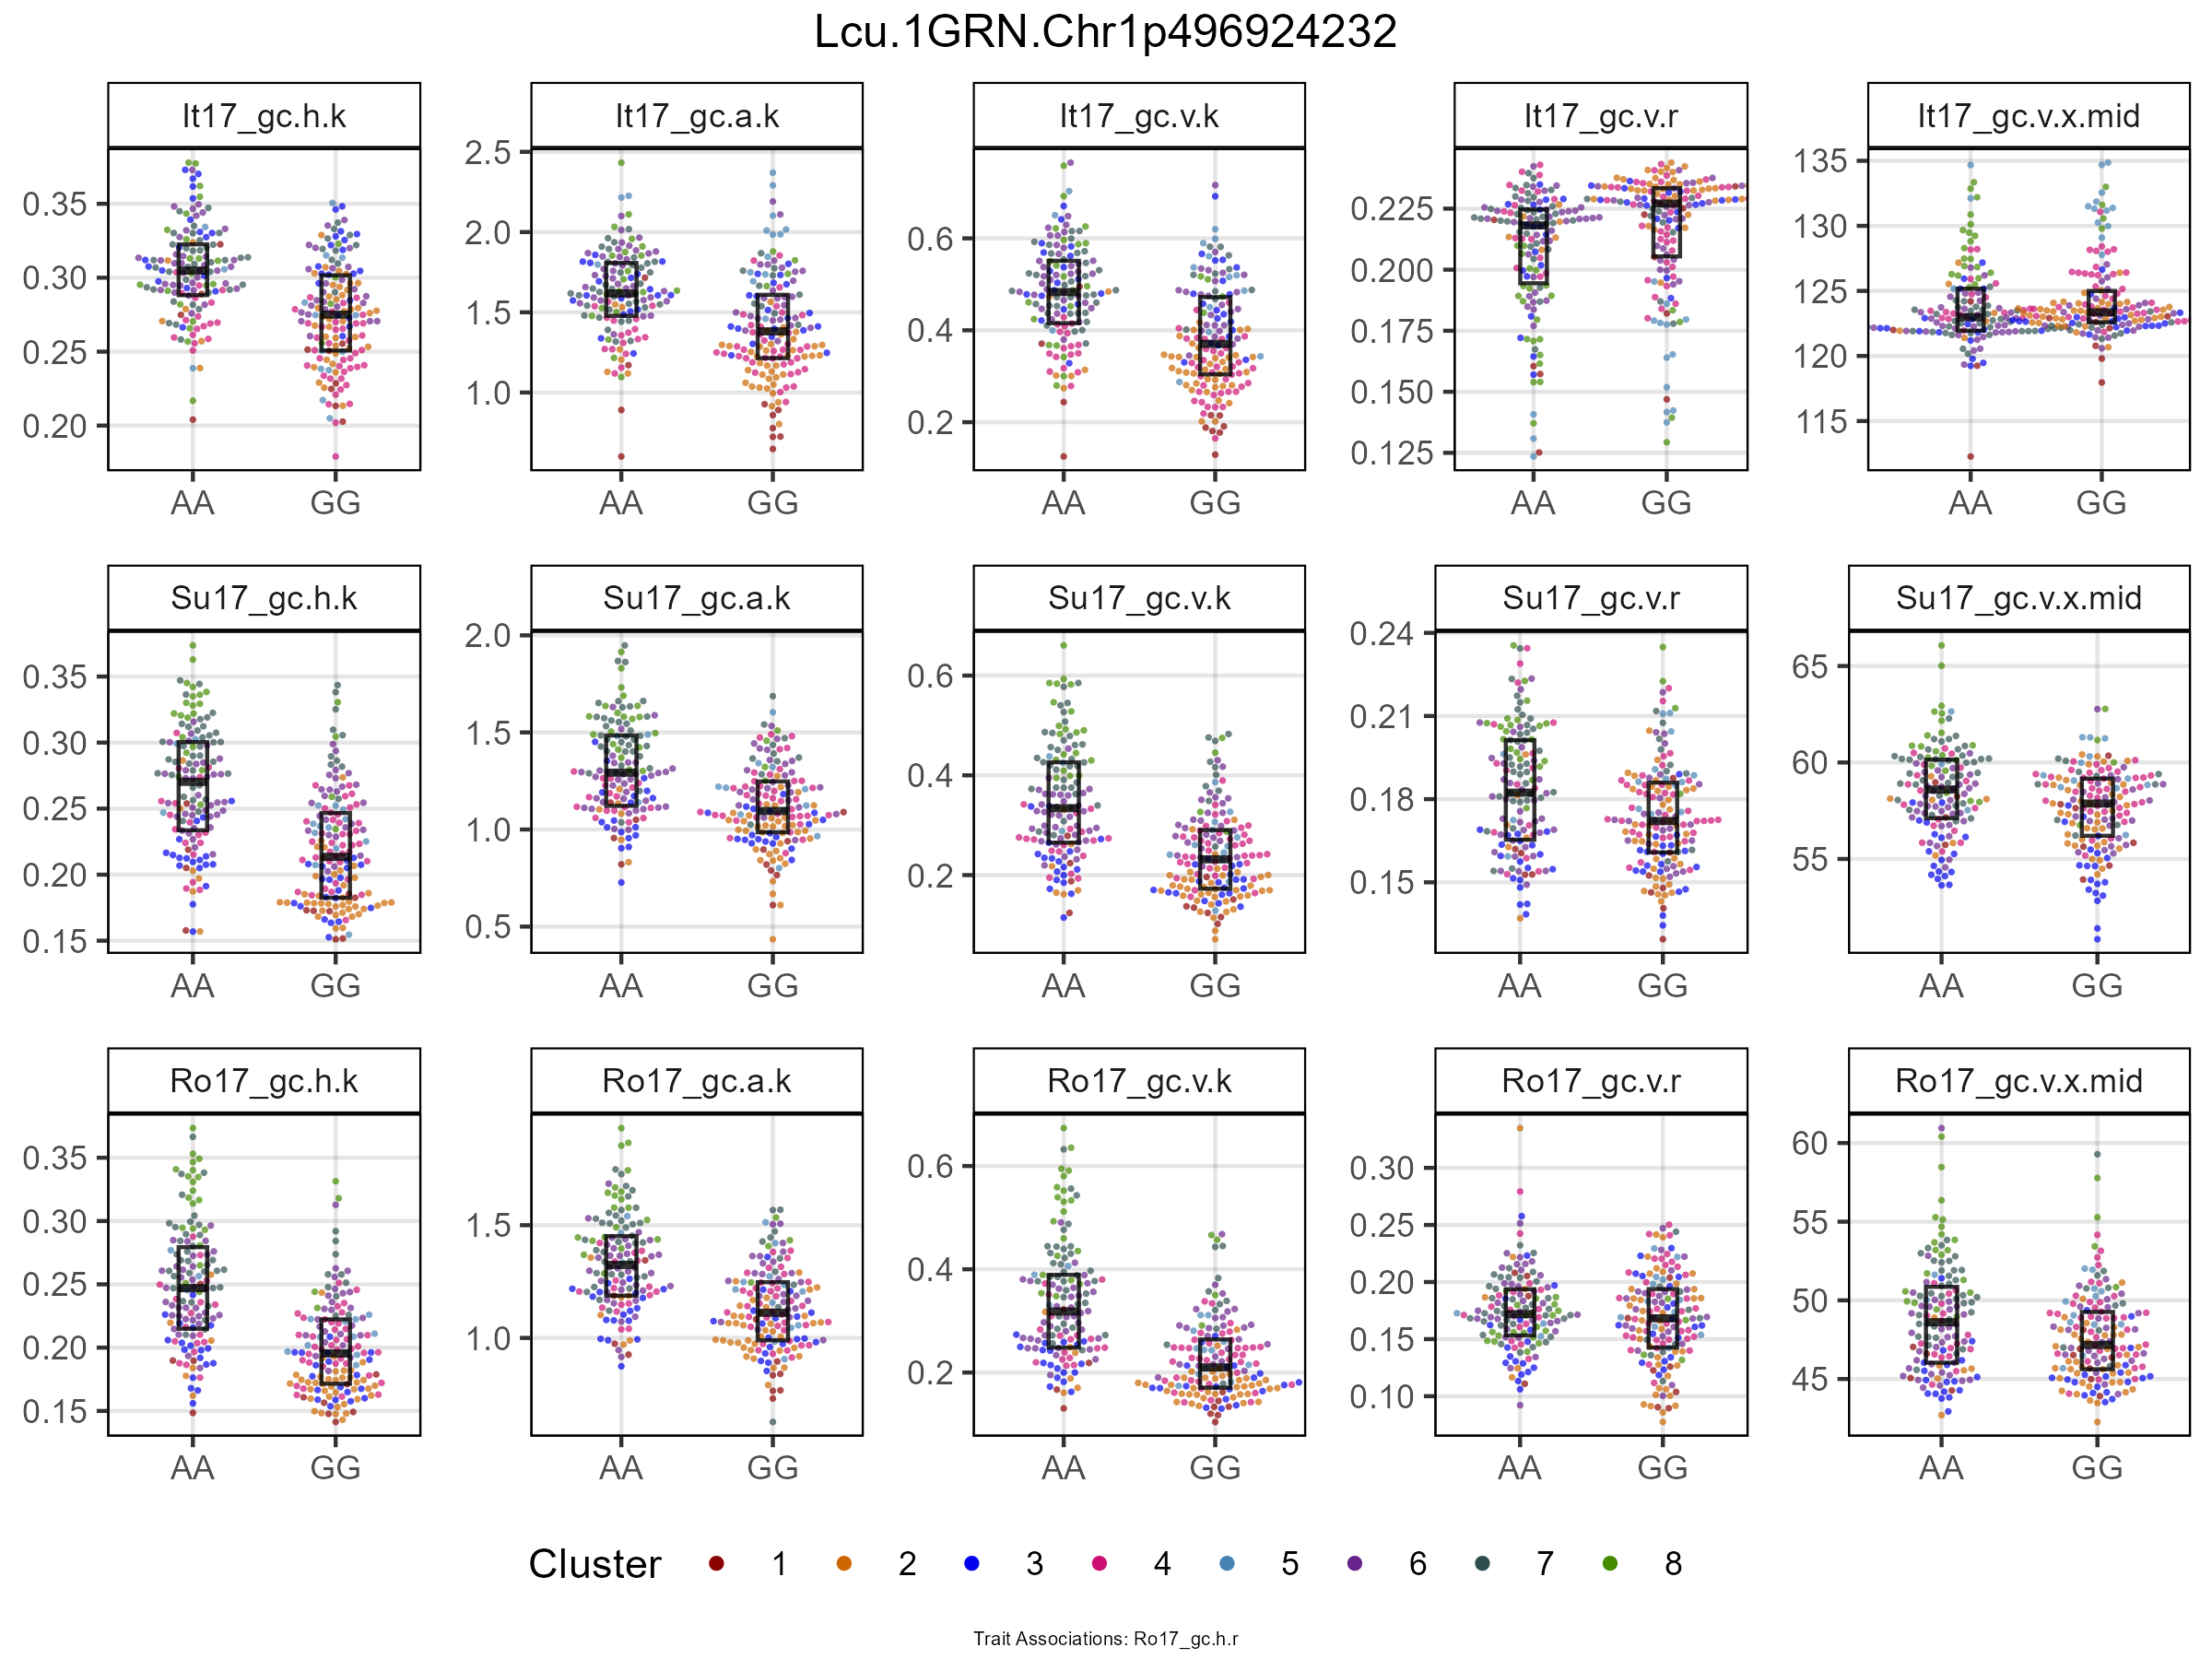 Lcu.1GRN.Chr1p496924232
It17_gc.h.k
It17_gc.a.k
It17_gc.v.k
It17_gc.v.r
It17_gc.v.x.mid
0.35
0.30
0.25
0.20
AA GG
2.5
2.0
1.5
1.0
AA GG
0.6
0.4
0.2
AA GG
0.225
0.200
0.175
0.150
0.125
AA GG
135
130
125
120
115
AA GG
Su17_gc.h.k
Su17_gc.a.k
Su17_gc.v.k
Su17_gc.v.r
Su17_gc.v.x.mid
0.35
0.30
0.25
0.20
0.15
AA GG
2.0
1.5
1.0
0.5
AA GG
0.6
0.4
0.2
AA GG
0.24
0.21
0.18
0.15
AA GG
65
60
55
AA GG
Ro17_gc.h.k
Ro17_gc.a.k
Ro17_gc.v.k
Ro17_gc.v.r
Ro17_gc.v.x.mid
0.35
0.30
0.25
0.20
0.15
AA GG
1.5
1.0
AA GG
0.6
0.4
0.2
AA GG
0.30
0.25
0.20
0.15
0.10
AA GG
60
55
50
45
AA GG
Cluster 1 2 3 4 5 6 7 8
Trait Associations: Ro17_gc.h.r